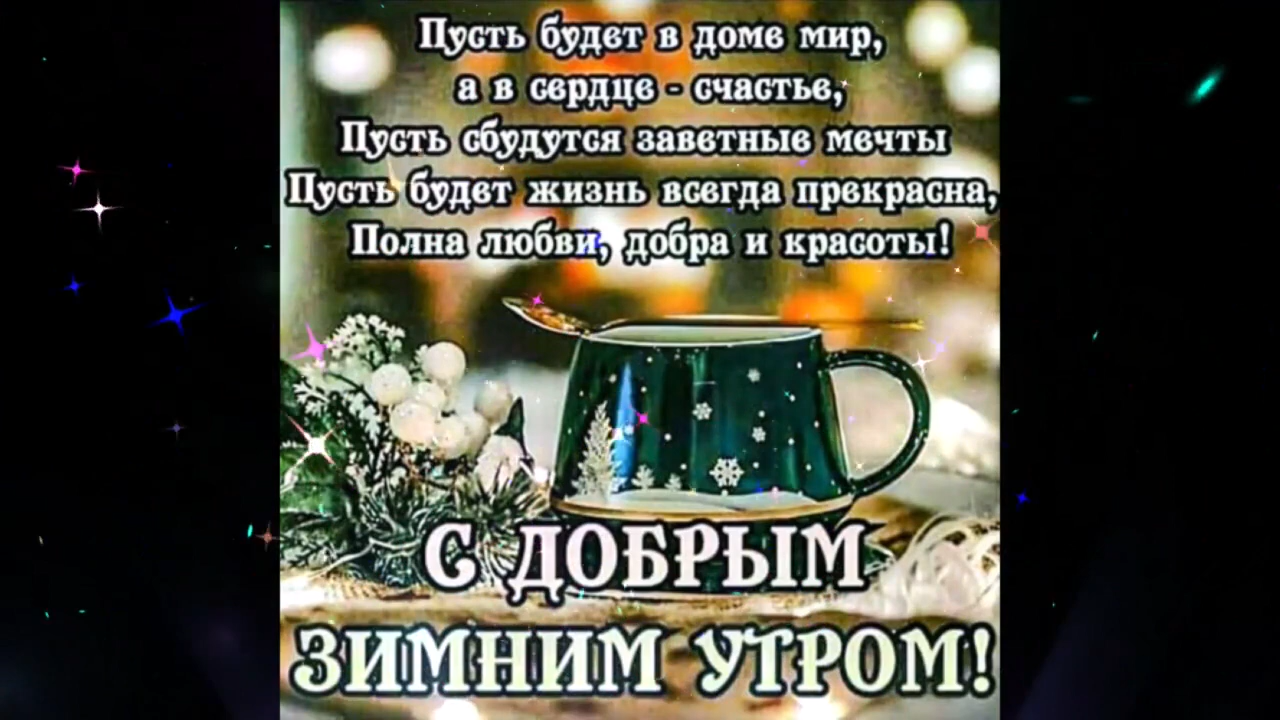 Пусть будет в доме мир,
а в сердце - счастье,
Пусть сбудутся заветные мечты
Пусть будет жизнь всегда прекрасна,
Полна любви, добра и красоты!
С ДОБРЫМ
ЗИМНИМ УТРОМ!